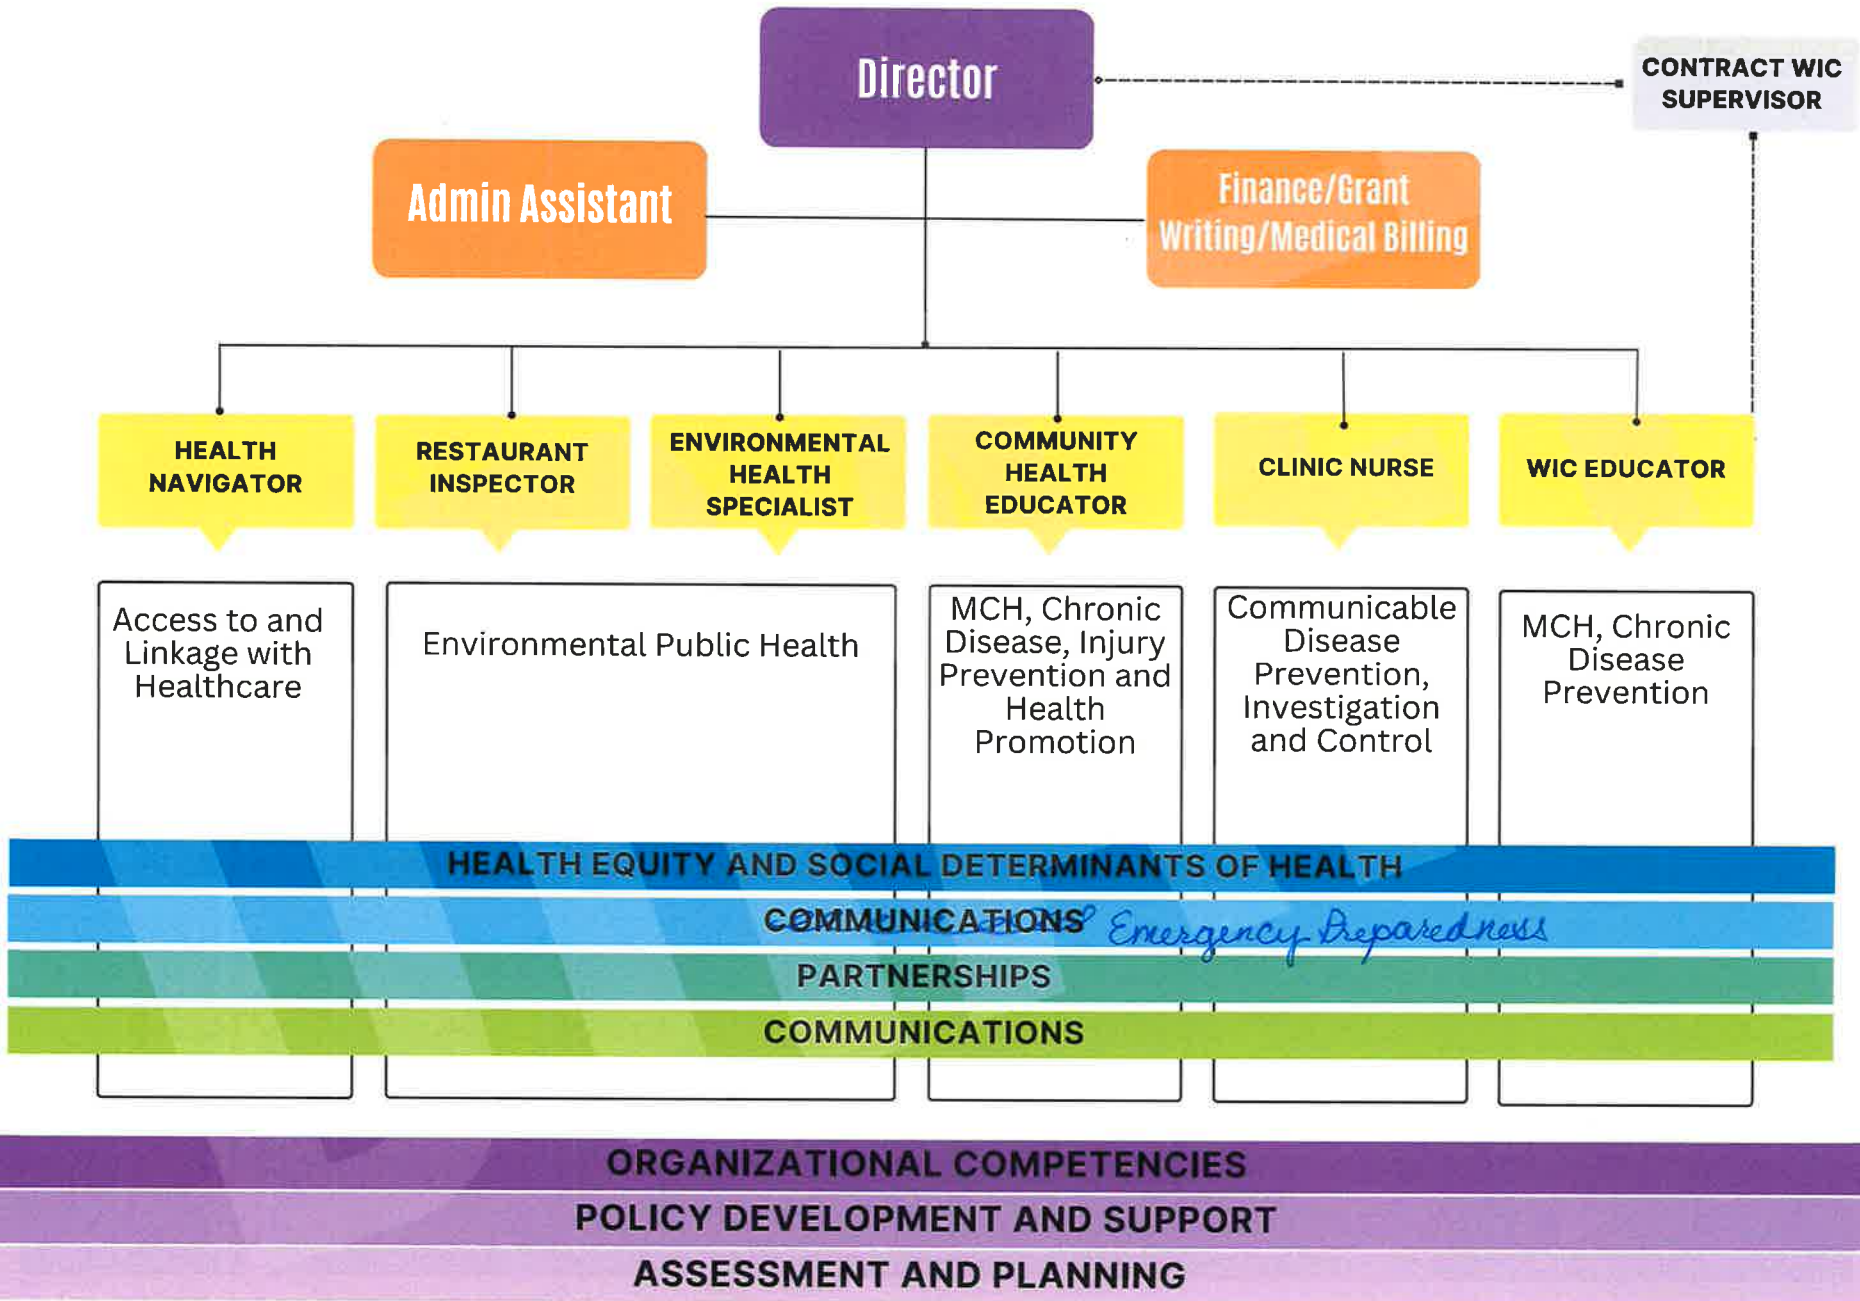 Director
CONTRACT WIC
SUPERVISOR
Admin Assistant
Finance/Grant
Writing/Medical Billing
HEALTH
NAVIGATOR
RESTAURANT
INSPECTOR
ENVIRONMENTAL
HEALTH
SPECIALIST
COMMUNITY
HEALTH
EDUCATOR
CLINIC NURSE
WIC EDUCATOR
Access to and
Linkage with
Healthcare
Environmental Public Health
MCH, Chronic
Disease, Injury
Prevention and
Health
Promotion
Communicable
Disease
Prevention,
Investigation
and Control
MCH, Chronic
Disease
Prevention
HEALTH EQUITY AND SOCIAL DETERMINANTS OF HEALTH
COMMUNICATIONS Emergency Preparedness
PARTNERSHIPS
COMMUNICATIONS
ORGANIZATIONAL COMPETENCIES
POLICY DEVELOPMENT AND SUPPORT
ASSESSMENT AND PLANNING